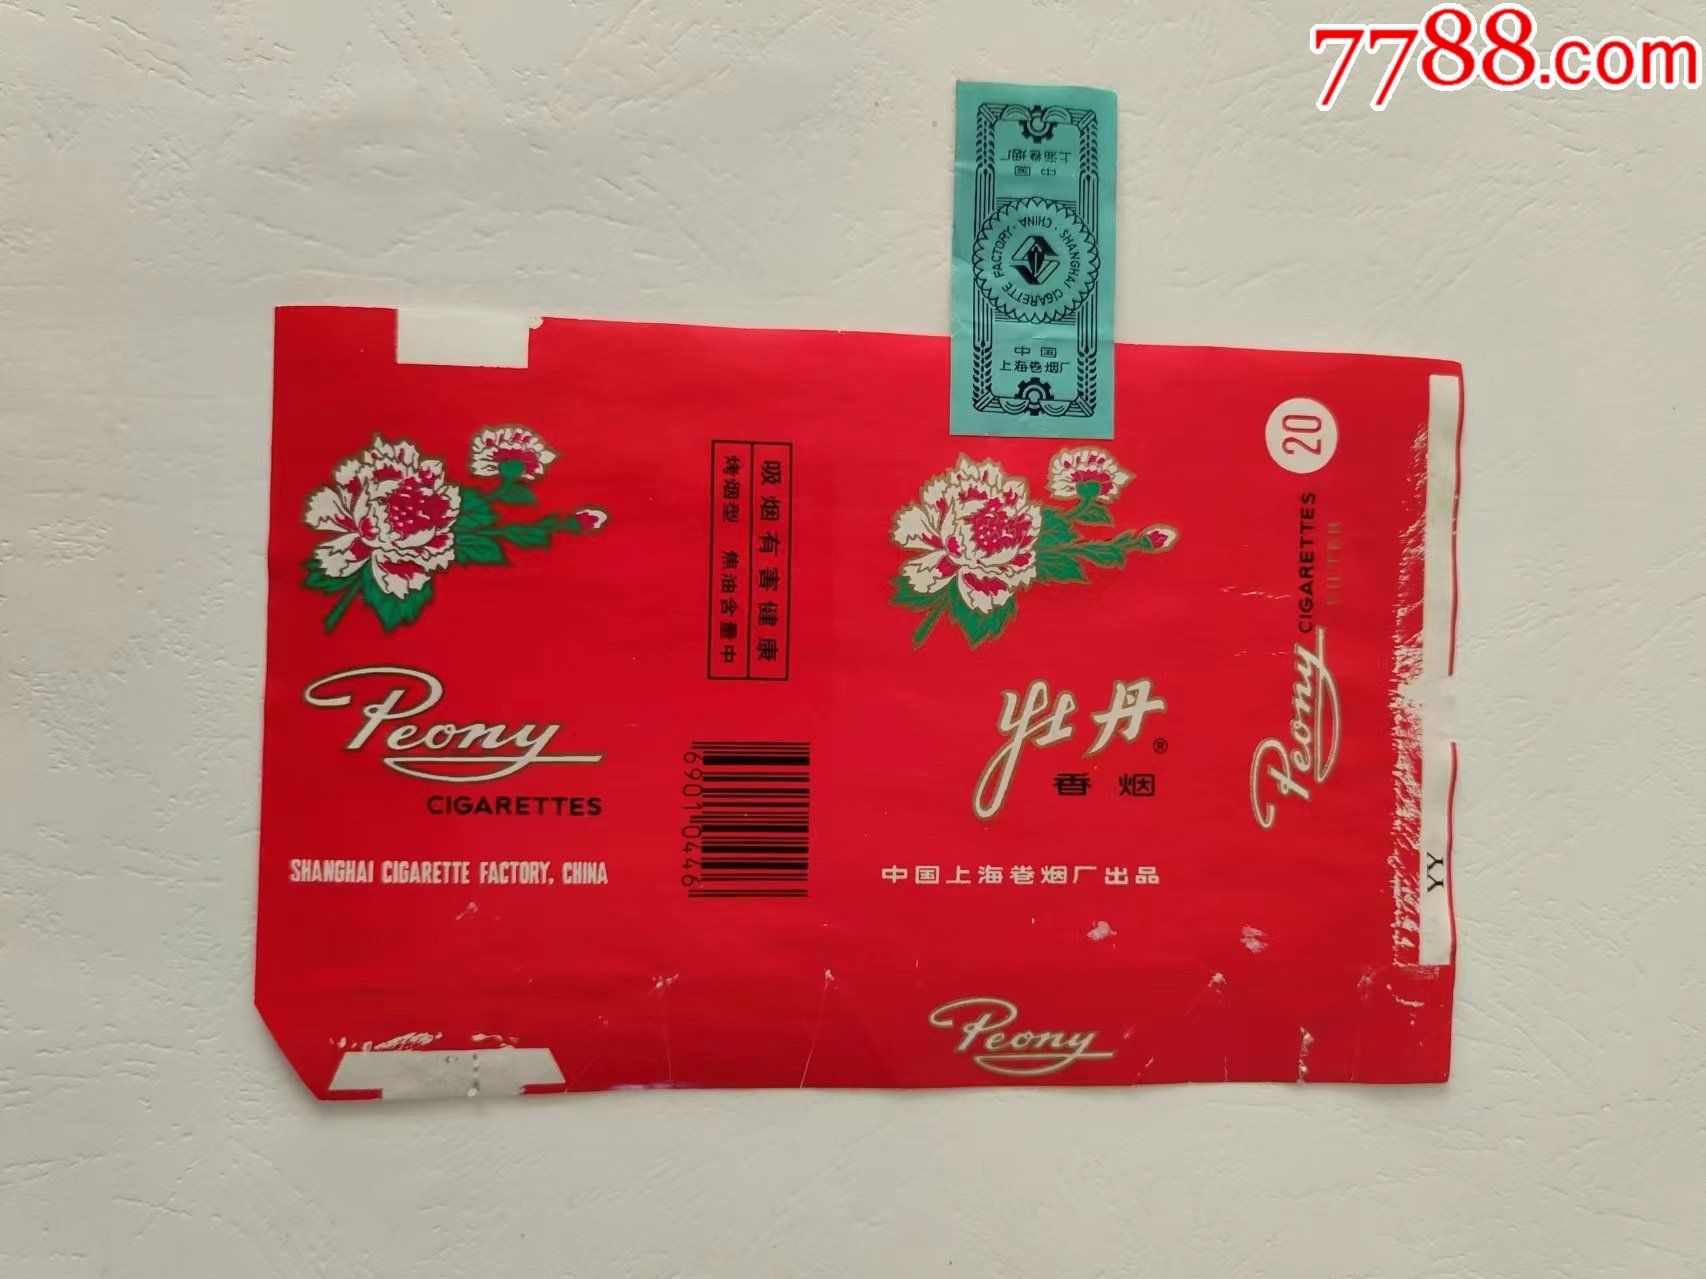 7788.com
上海卷烟厂
中国
SHANGHAI CIGARETTE FACTORY · CHINA ·
中国
上海卷烟厂
Peony
CIGARETTES
SHANGHAI CIGARETTE FACTORY, CHINA
吸烟有害健康
烤烟型 焦油含量中
69010446
牡丹®
香烟
中国上海卷烟厂出品
Peony
20
Peony CIGARETTES
FILTER
YY